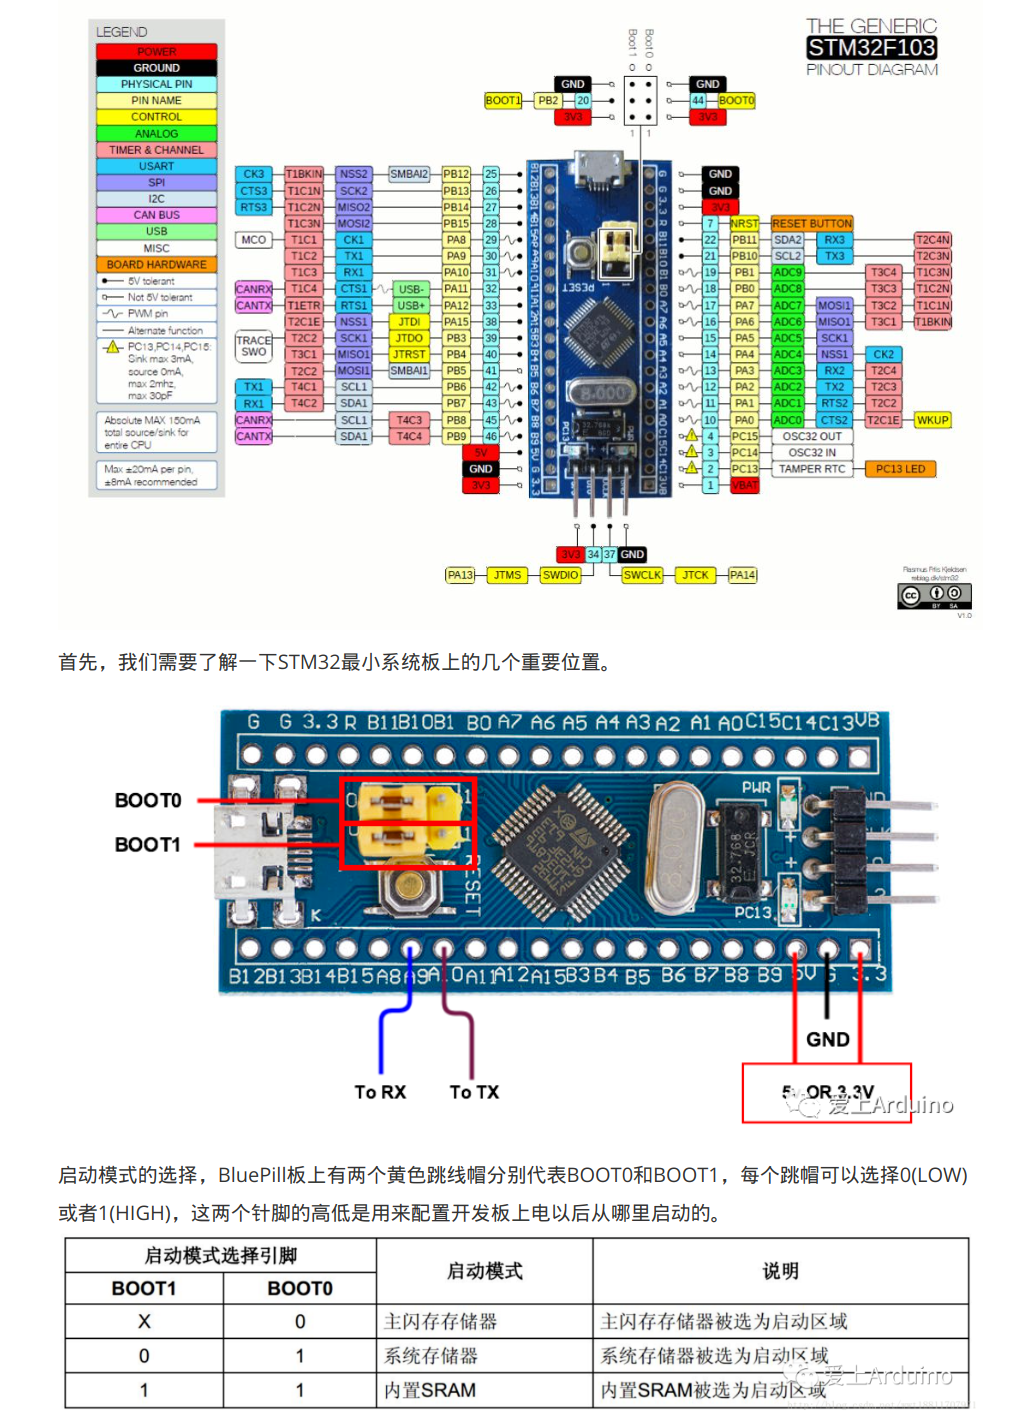 LEGEND
POWER
GROUND
PHYSICAL PIN
PIN NAME
CONTROL
ANALOG
TIMER & CHANNEL
USART
SPI
I2C
CAN BUS
USB
MISC
BOARD HARDWARE
5V tolerant
Not 5V tolerant
PWM pin
Alternate function
PC13,PC14,PC15:
Sink max 3mA,
source 0mA,
max 2mhz,
max 30pF
Absolute MAX 150mA
total source/sink for
entire CPU
Max ±20mA per pin,
±8mA recommended
THE GENERIC
STM32F103
PINOUT DIAGRAM
Boot 1 Boot 0
GND GND
BOOT1 PB2 20 44 BOOT0
3V3 3V3
1 1
CK3 T1BKIN NSS2 SMBAI2 PB12 25
CTS3 T1C1N SCK2 PB13 26
RTS3 T1C2N MISO2 PB14 27
T1C3N MOSI2 PB15 28
MCO T1C1 CK1 PA8 29
T1C2 TX1 PA9 30
T1C3 RX1 PA10 31
CANRX T1C4 CTS1 USB- PA11 32
CANTX T1ETR RTS1 USB+ PA12 33
T2C1E NSS1 JTDI PA15 38
TRACE SWO T2C2 SCK1 JTDO PB3 39
T3C1 MISO1 JTRST PB4 40
T2C2 MOSI1 SMBAI1 PB5 41
TX1 T4C1 SCL1 PB6 42
RX1 T4C2 SDA1 PB7 43
CANRX SCL1 T4C3 PB8 45
CANTX SDA1 T4C4 PB9 46
5V
GND
3V3
GND
GND
3V3
7 NRST RESET BUTTON
22 PB11 SDA2 RX3 T2C4N
21 PB10 SCL2 TX3 T2C3N
19 PB1 ADC9 T3C4 T1C3N
18 PB0 ADC8 T3C3 T1C2N
17 PA7 ADC7 MOSI1 T3C2 T1C1N
16 PA6 ADC6 MISO1 T3C1 T1BKIN
15 PA5 ADC5 SCK1
14 PA4 ADC4 NSS1 CK2
13 PA3 ADC3 RX2 T2C4
12 PA2 ADC2 TX2 T2C3
11 PA1 ADC1 RTS2 T2C2
10 PA0 ADC0 CTS2 T2C1E WKUP
4 PC15 OSC32 OUT
3 PC14 OSC32 IN
2 PC13 TAMPER RTC PC13 LED
1 VBAT
RESET
8.000
3V3 34 37 GND
PA13 JTMS SWDIO SWCLK JTCK PA14
Rasmus Friis Kjeldsen
reblag.dk/stm32
CC BY SA
V1.0
首先，我们需要了解一下STM32最小系统板上的几个重要位置。
G G 3.3 R B11 B10 B1 B0 A7 A6 A5 A4 A3 A2 A1 A0 C15 C14 C13 VB
BOOT0
BOOT1
0 1
RESET
8.000
PWR
32.768
JCR
PC13
K
B12 B13 B14 B15 A8 A9 A10 A11 A12 A15 B3 B4 B5 B6 B7 B8 B9 5V G 3.3
GND
To RX
To TX
OR 3.3V
爱上Arduino
启动模式的选择，BluePill板上有两个黄色跳线帽分别代表BOOT0和BOOT1，每个跳帽可以选择0(LOW)
或者1(HIGH)，这两个针脚的高低是用来配置开发板上电以后从哪里启动的。
启动模式选择引脚 启动模式 说明
BOOT1 BOOT0
X 0 主闪存存储器 主闪存存储器被选为启动区域
0 1 系统存储器 系统存储器被选为启动区域
1 1 内置SRAM 内置SRAM被选为启动区域
爱上Arduino